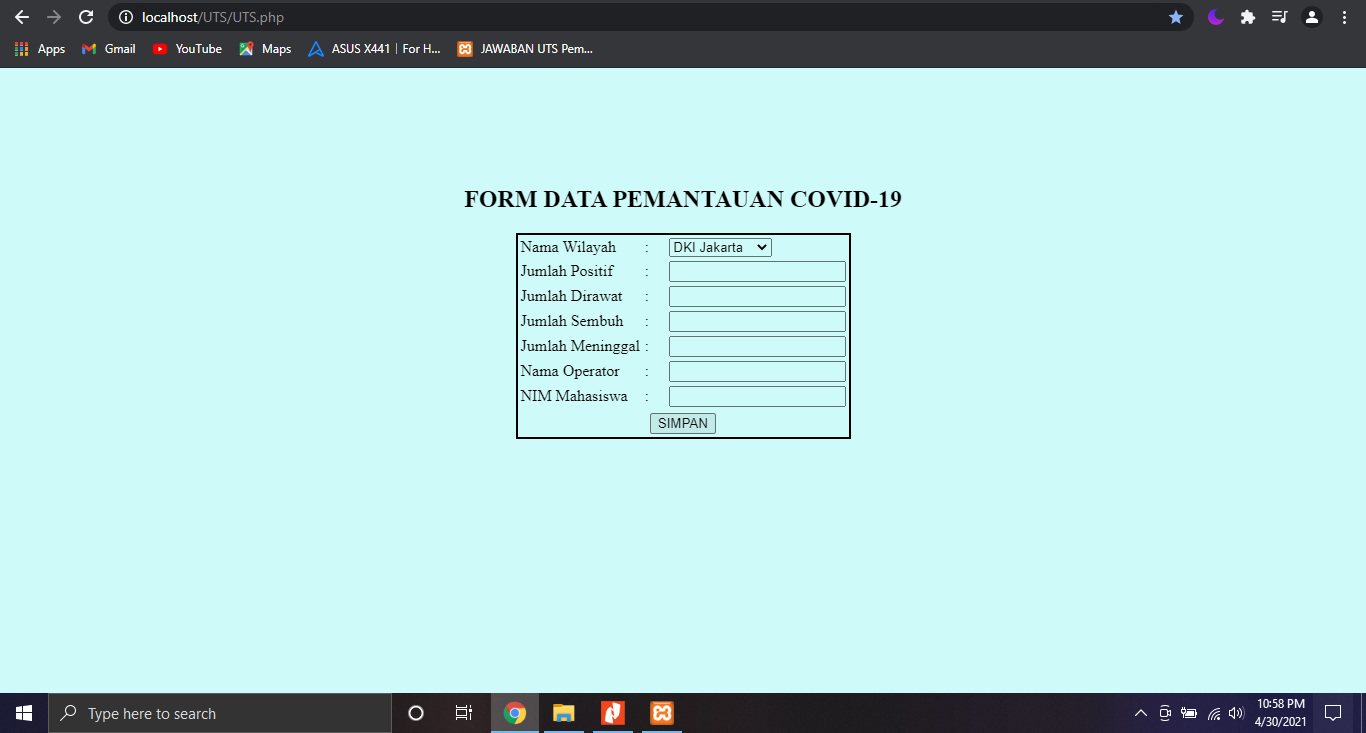 localhost/UTS/UTS.php
Apps Gmail YouTube Maps ASUS X441 | For H... JAWABAN UTS Pem...
FORM DATA PEMANTAUAN COVID-19
Nama Wilayah : DKI Jakarta
Jumlah Positif :
Jumlah Dirawat :
Jumlah Sembuh :
Jumlah Meninggal :
Nama Operator :
NIM Mahasiswa :
SIMPAN
Type here to search
10:58 PM
4/30/2021